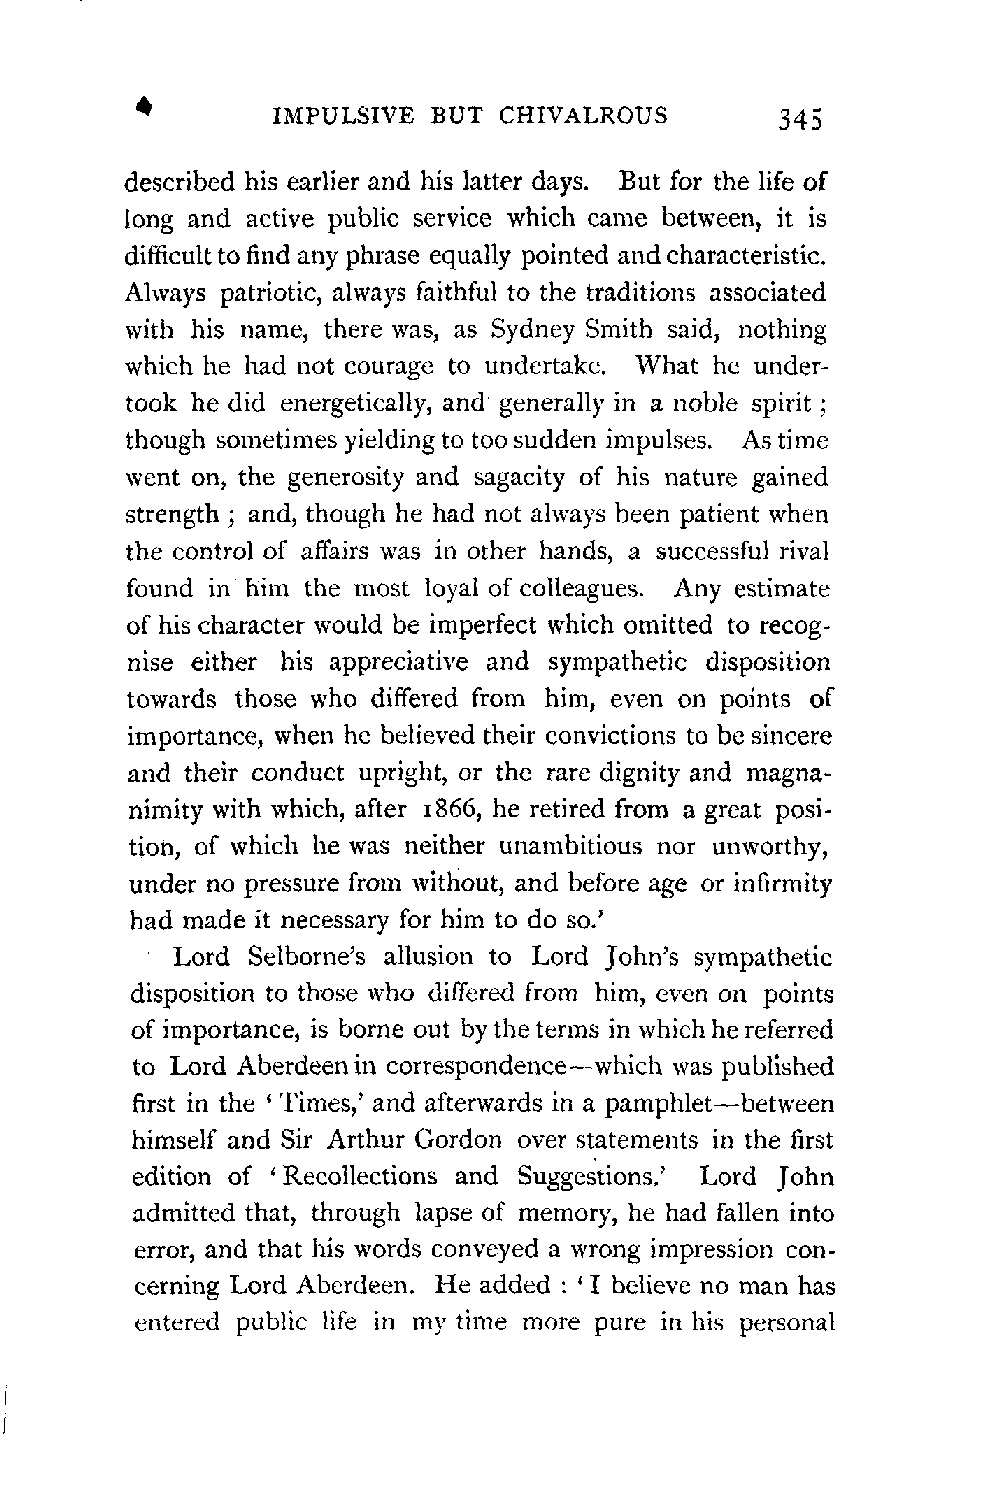 IMPULSIVE BUT CHIVALROUS 345
described his earlier and his latter days. But for the life of
long and active public service which came between, it is
difficult to find any phrase equally pointed and characteristic.
Always patriotic, always faithful to the traditions associated
with his name, there was, as Sydney Smith said, nothing
which he had not courage to undertake. What he under-
took he did energetically, and generally in a noble spirit ;
though sometimes yielding to too sudden impulses. As time
went on, the generosity and sagacity of his nature gained
strength ; and, though he had not always been patient when
the control of affairs was in other hands, a successful rival
found in him the most loyal of colleagues. Any estimate
of his character would be imperfect which omitted to recog-
nise either his appreciative and sympathetic disposition
towards those who differed from him, even on points of
importance, when he believed their convictions to be sincere
and their conduct upright, or the rare dignity and magna-
nimity with which, after 1866, he retired from a great posi-
tion, of which he was neither unambitious nor unworthy,
under no pressure from without, and before age or infirmity
had made it necessary for him to do so.’
Lord Selborne’s allusion to Lord John’s sympathetic
disposition to those who differed from him, even on points
of importance, is borne out by the terms in which he referred
to Lord Aberdeen in correspondence—which was published
first in the ‘ Times,’ and afterwards in a pamphlet—between
himself and Sir Arthur Gordon over statements in the first
edition of ‘ Recollections and Suggestions.’ Lord John
admitted that, through lapse of memory, he had fallen into
error, and that his words conveyed a wrong impression con-
cerning Lord Aberdeen. He added : ‘ I believe no man has
entered public life in my time more pure in his personal